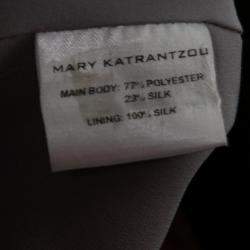 MARY KATRANTZOU
MAIN BODY: 77% POLYESTER
23% SILK
LINING: 100% SILK